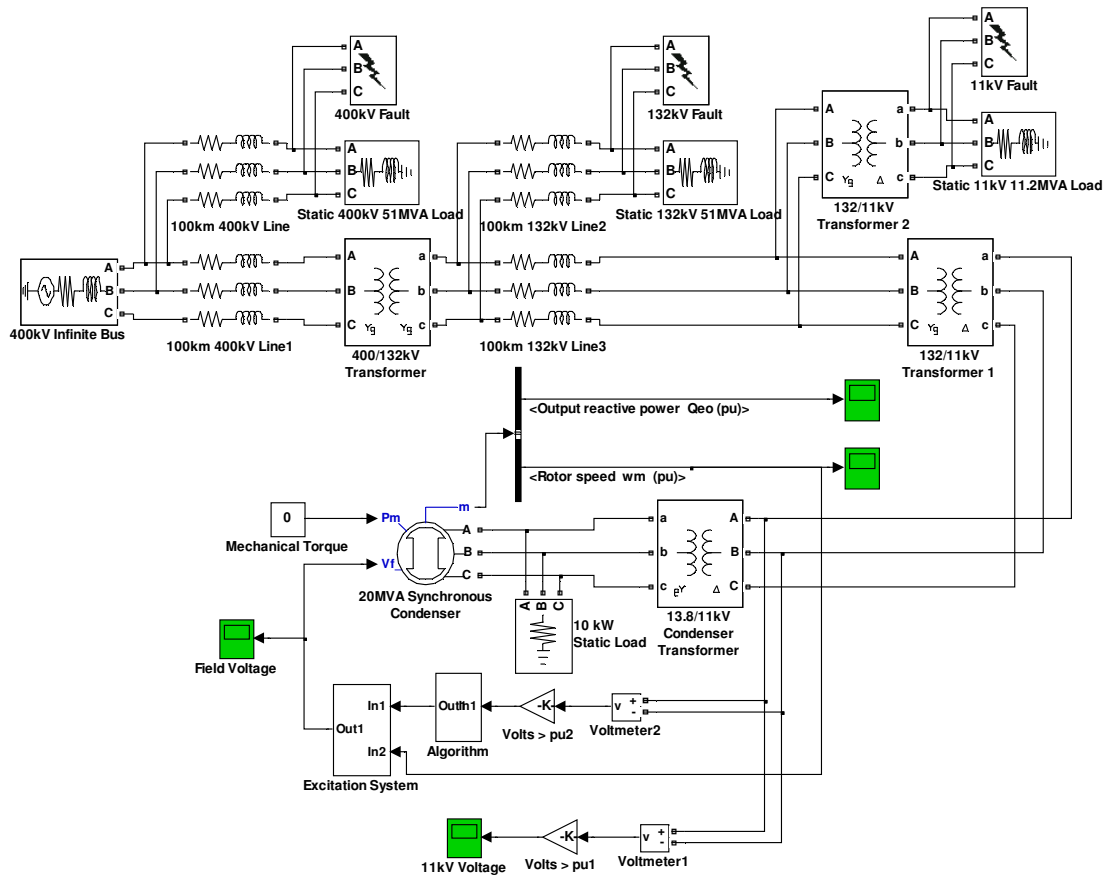 A
B
C
400kV Fault
A
B
C
132kV Fault
A
B
C
11kV Fault
A
B
C
Static 400kV 51MVA Load
A
B
C
Static 132kV 51MVA Load
A
B
C
a
b
c
Yg
Δ
132/11kV
Transformer 2
A
B
C
Static 11kV 11.2MVA Load
100km 400kV Line
100km 132kV Line2
A
B
C
400kV Infinite Bus
100km 400kV Line1
A
B
C
a
b
c
Yg
Yg
400/132kV
Transformer
100km 132kV Line3
A
B
C
a
b
c
Yg
Δ
132/11kV
Transformer 1
<Output reactive power Qeo (pu)>
<Rotor speed wm (pu)>
0
Mechanical Torque
Pm
Vf
m
A
B
C
20MVA Synchronous
Condenser
A
B
C
10 kW
Static Load
a
b
c
A
B
C
Yg
Δ
13.8/11kV
Condenser
Transformer
Field Voltage
Out1
In1
In2
Excitation System
Out1
In1
Algorithm
-K-
Volts > pu2
v
+
-
Voltmeter2
11kV Voltage
-K-
Volts > pu1
v
+
-
Voltmeter1